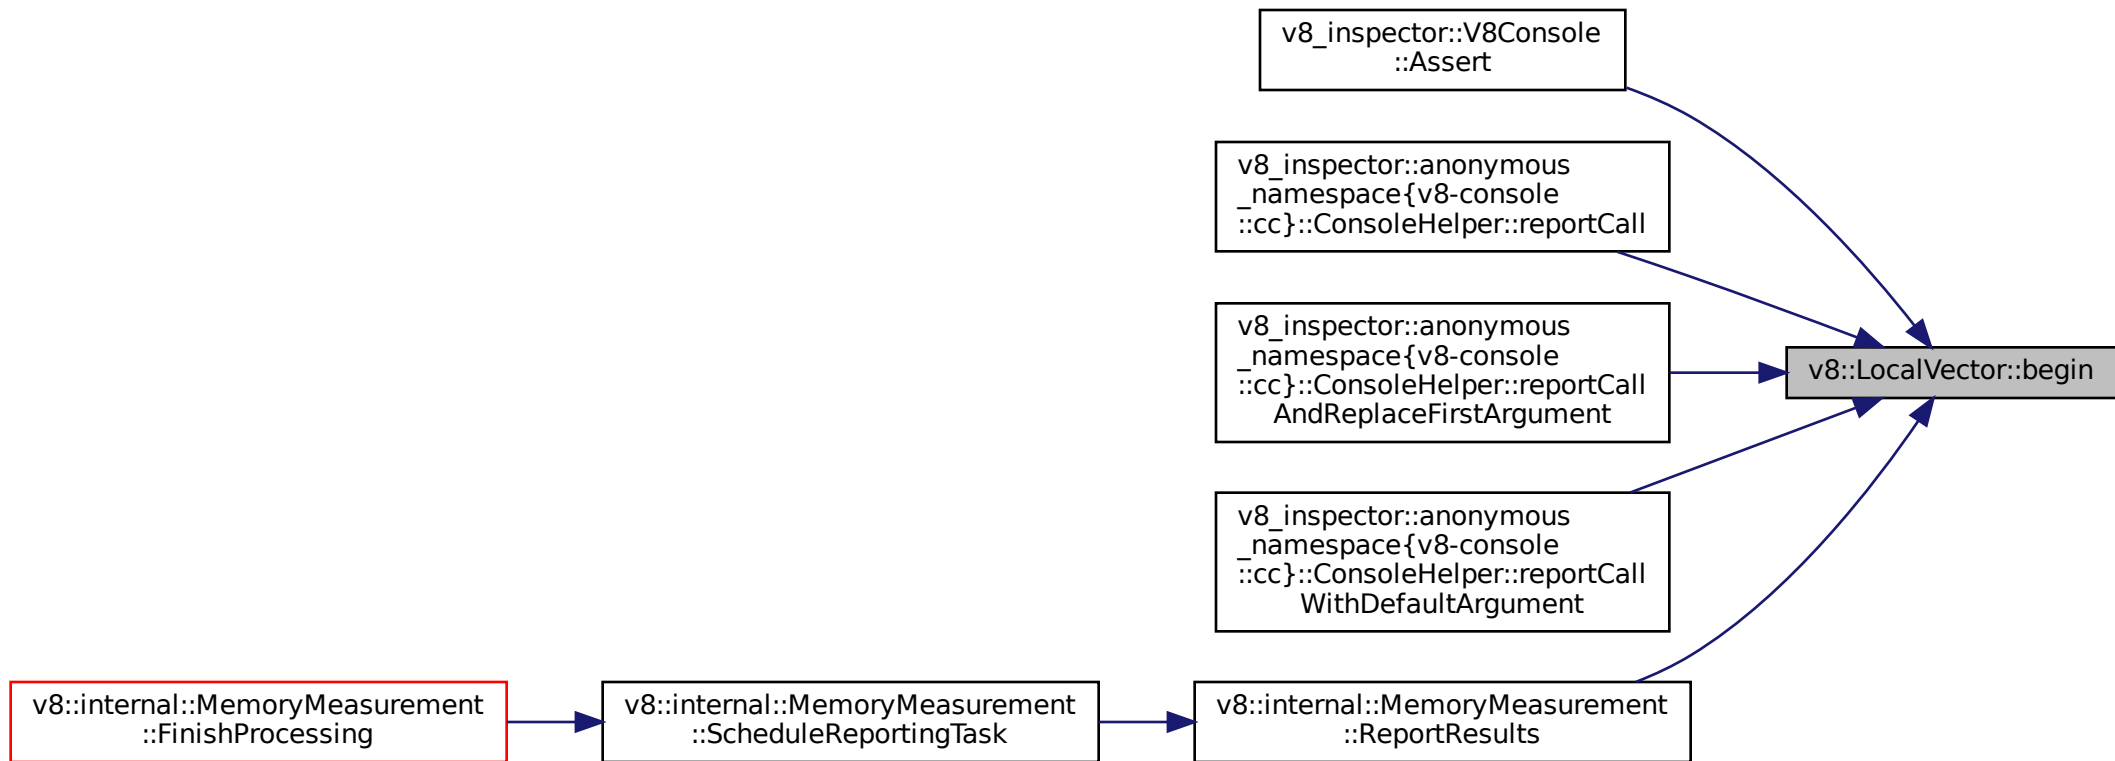 v8_inspector::V8Console
::Assert
v8_inspector::anonymous
_namespace{v8-console
::cc}::ConsoleHelper::reportCall
v8_inspector::anonymous
_namespace{v8-console
::cc}::ConsoleHelper::reportCall
AndReplaceFirstArgument
v8::LocalVector::begin
v8_inspector::anonymous
_namespace{v8-console
::cc}::ConsoleHelper::reportCall
WithDefaultArgument
v8::internal::MemoryMeasurement
::FinishProcessing
v8::internal::MemoryMeasurement
::ScheduleReportingTask
v8::internal::MemoryMeasurement
::ReportResults